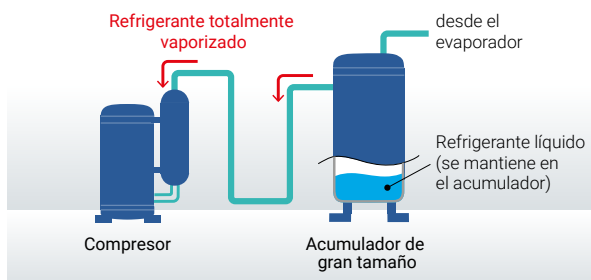 Refrigerante totalmente
vaporizado
desde el
evaporador
Refrigerante líquido
(se mantiene en
el acumulador)
Compresor
Acumulador de
gran tamaño